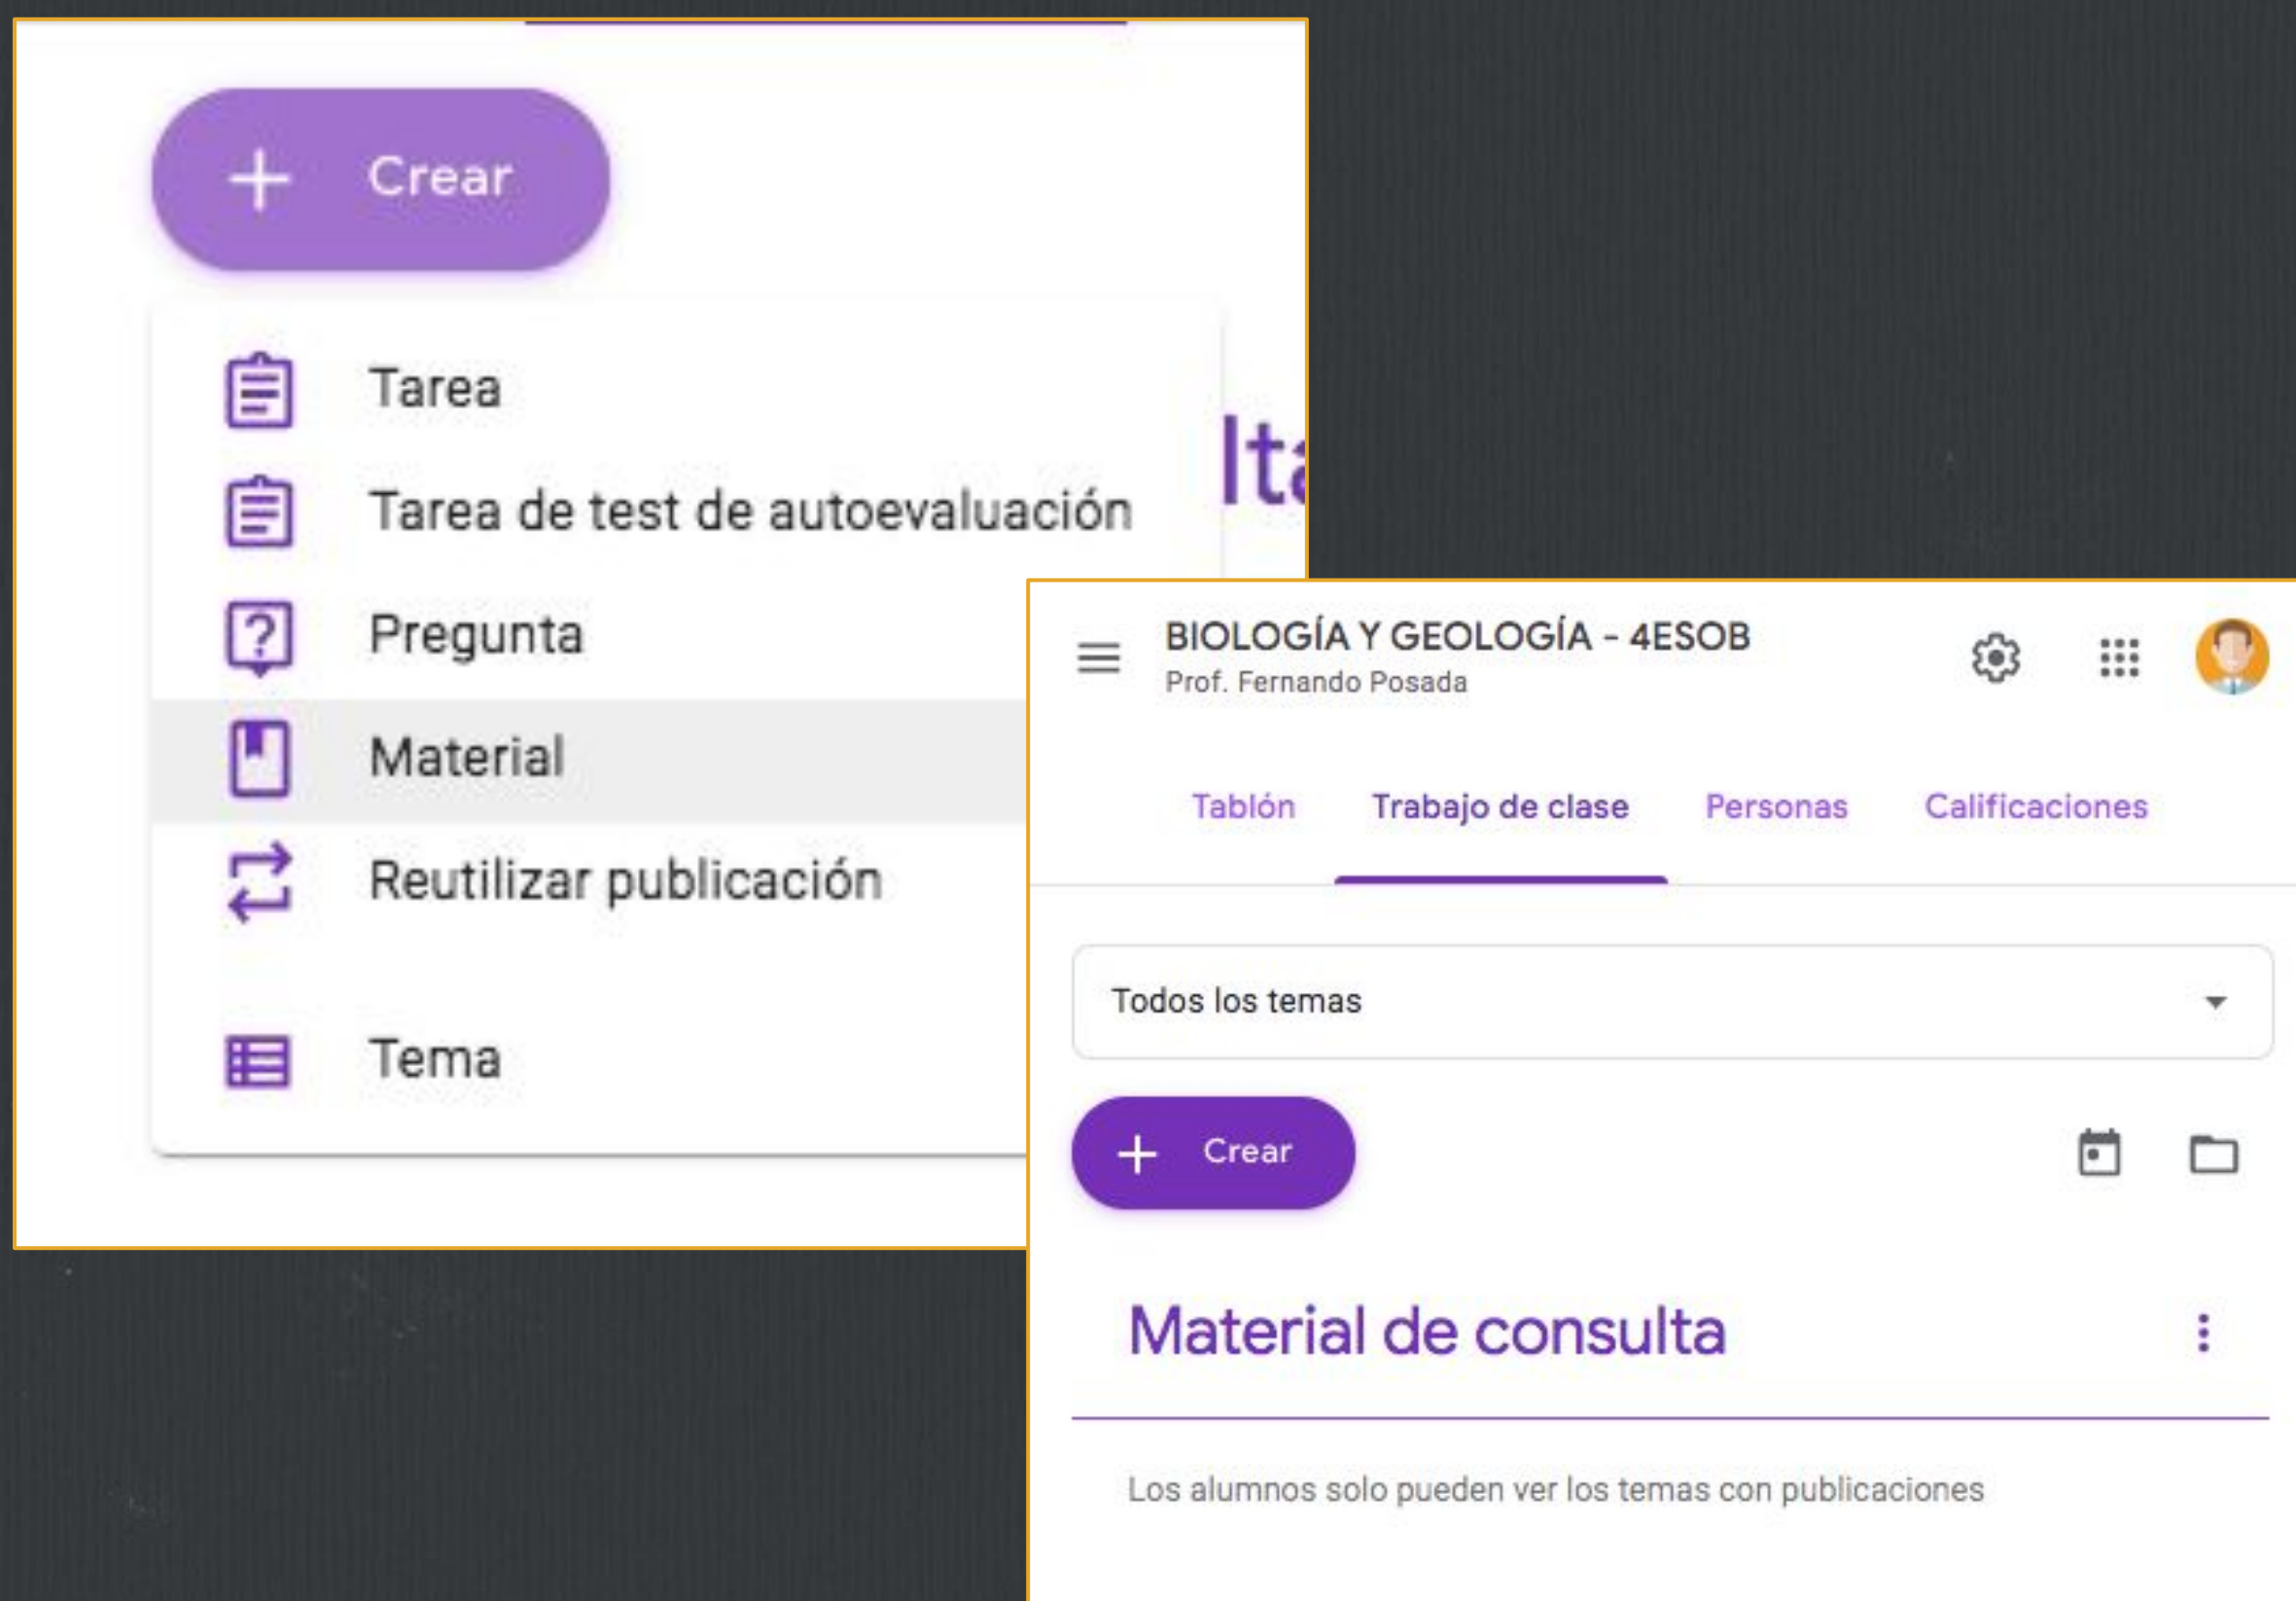 Crear
Tarea
Tarea de test de autoevaluación
Pregunta
Material
Reutilizar publicación
Tema
BIOLOGÍA Y GEOLOGÍA - 4ESOB
Prof. Fernando Posada
Tablón Trabajo de clase Personas Calificaciones
Todos los temas
Crear
Material de consulta
Los alumnos solo pueden ver los temas con publicaciones